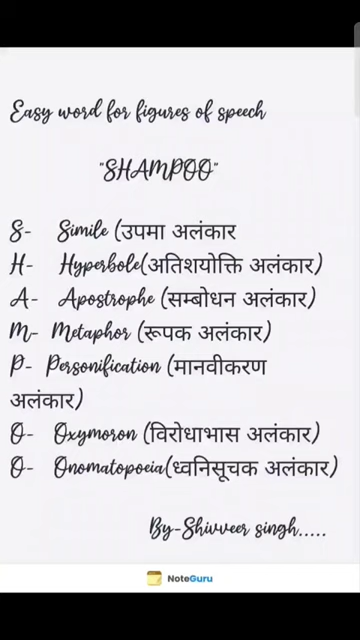 Easy word for figures of speech
"SHAMPOO"
S- Simile (उपमा अलंकार
H- Hyperbole(अतिशयोक्ति अलंकार)
A- Apostrophe (सम्बोधन अलंकार)
M- Metaphor (रूपक अलंकार)
P- Personification (मानवीकरण
अलंकार)
O- Oxymoron (विरोधाभास अलंकार)
O- Onomatopoeia(ध्वनिसूचक अलंकार)
By-Shivveer singh.....
NoteGuru